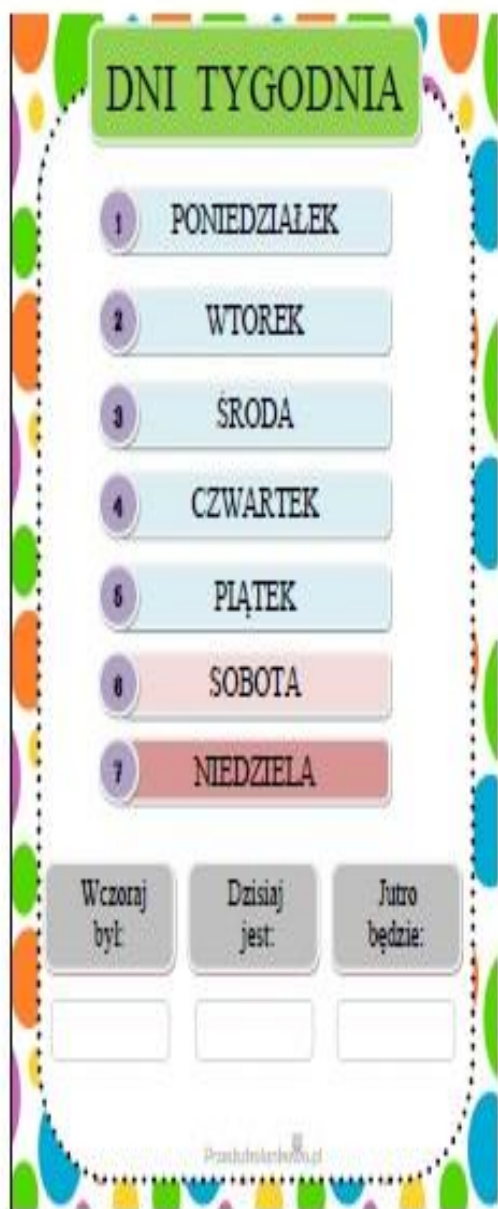 DNI TYGODNIA
1 PONIEDZIAŁEK
2 WTOREK
3 ŚRODA
4 CZWARTEK
5 PIĄTEK
6 SOBOTA
7 NIEDZIELA
Wczoraj
był:
Dzisiaj
jest:
Jutro
będzie: